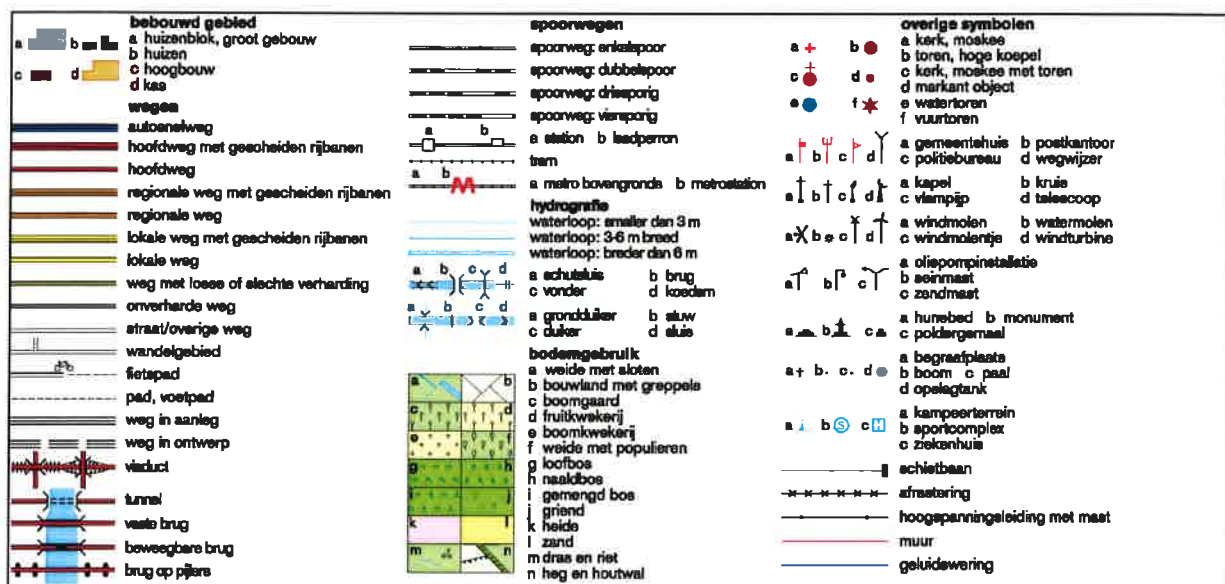 bebouwd gebied
a b a huizenblok, groot gebouw
b huizen
c d c hoogbouw
d kas
wegen
autosnelweg
hoofdweg met gescheiden rijbanen
hoofdweg
regionale weg met gescheiden rijbanen
regionale weg
lokale weg met gescheiden rijbanen
lokale weg
weg met losse of slechte verharding
onverharde weg
straat/overige weg
wandelgebied
fietspad
pad, voetpad
weg in aanleg
weg in ontwerp
viaduct
tunnel
vaste brug
beweegbare brug
brug op pijlers
spoorwegen
spoorweg: enkelspoor
spoorweg: dubbelspoor
spoorweg: driesporig
spoorweg: viersporig
a b
a station b laadperron
tram
a b
a metro bovengronds b metrostation
hydrografie
waterloop: smaller dan 3 m
waterloop: 3-6 m breed
waterloop: breder dan 6 m
a b c d
a schutsluis b brug
c vonder d koedam
a b c d
a grondduiker b stuw
c duiker d sluis
bodemgebruik
a b a weide met sloten
b bouwland met greppels
c d c boomgaard
d fruitkwekerij
e f e boomkwekerij
f weide met populieren
g h g loofbos
h naaldbos
i j i gemengd bos
j griend
k l k heide
l zand
m n m dras en riet
n heg en houtwal
overige symbolen
a b a kerk, moskee
b toren, hoge koepel
c d c kerk, moskee met toren
d markant object
e f e watertoren
f vuurtoren
a b c d a gemeentehuis b postkantoor
c politiebureau d wegwijzer
a b c d a kapel b kruis
c vlampijp d telescoop
a b c d a windmolen b watermolen
c windmolentje d windturbine
a b c a oliepompinstallatie
b seinmast
c zendmast
a b c a hunebed b monument
c poldergemaal
a b c d a begraafplaats
b boom c paal
d opslagtank
a b S c H a kampeerterrein
b sportcomplex
c ziekenhuis
schietbaan
afrastering
hoogspanningsleiding met mast
muur
geluidswering